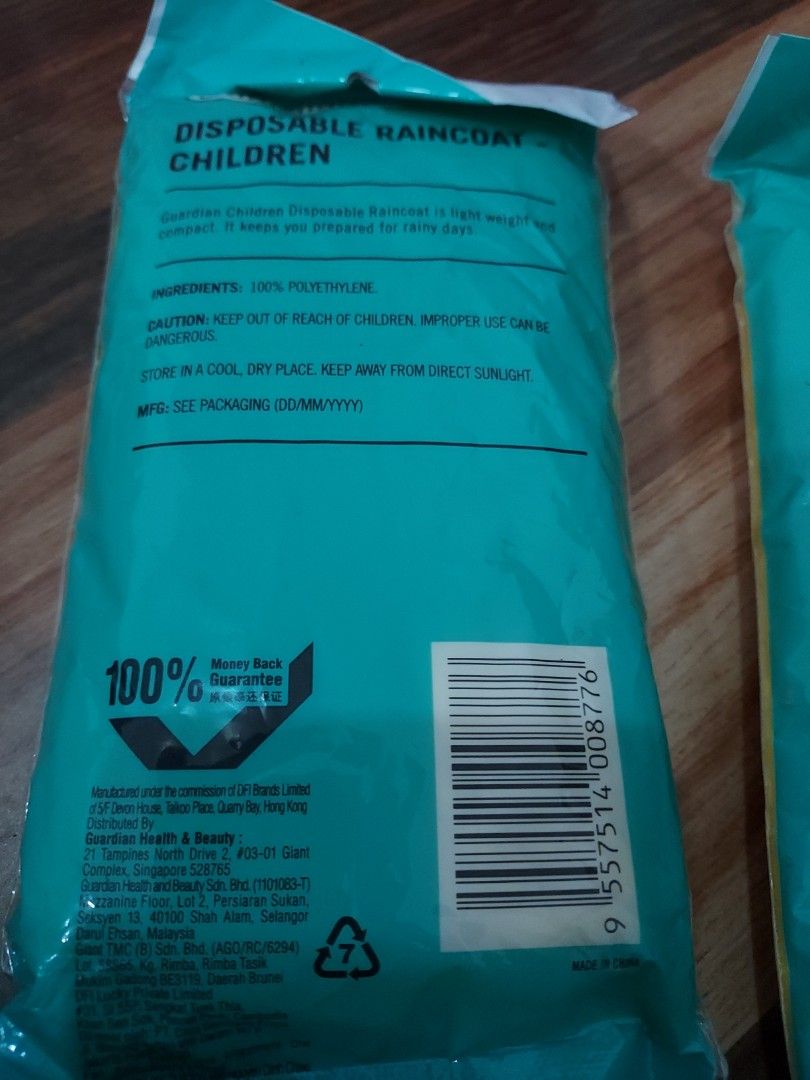 DISPOSABLE RAINCOAT -
CHILDREN
Guardian Children Disposable Raincoat is light weight and
compact. It keeps you prepared for rainy days.
INGREDIENTS: 100% POLYETHYLENE.
CAUTION: KEEP OUT OF REACH OF CHILDREN. IMPROPER USE CAN BE
DANGEROUS.
STORE IN A COOL, DRY PLACE. KEEP AWAY FROM DIRECT SUNLIGHT.
MFG: SEE PACKAGING (DD/MM/YYYY)
100% Money Back
Guarantee
Manufactured under the commission of DFI Brands Limited
of 5/F Devon House, Taikoo Place, Quarry Bay, Hong Kong
Distributed By
Guardian Health & Beauty :
21 Tampines North Drive 2, #03-01 Giant
Complex, Singapore 528765
Guardian Health and Beauty Sdn. Bhd. (1101083-T)
Mezzanine Floor, Lot 2, Persiaran Sukan,
Seksyen 13, 40100 Shah Alam, Selangor
Darul Ehsan, Malaysia
Giant TMC (B) Sdn. Bhd. (AGO/RC/6294)
Kg. Rimba, Rimba Tasik
Mukim Gadong BE3119, Daerah Brunei
DFI Lucky Private Limited
7
9 557514 008776
MADE IN CHINA